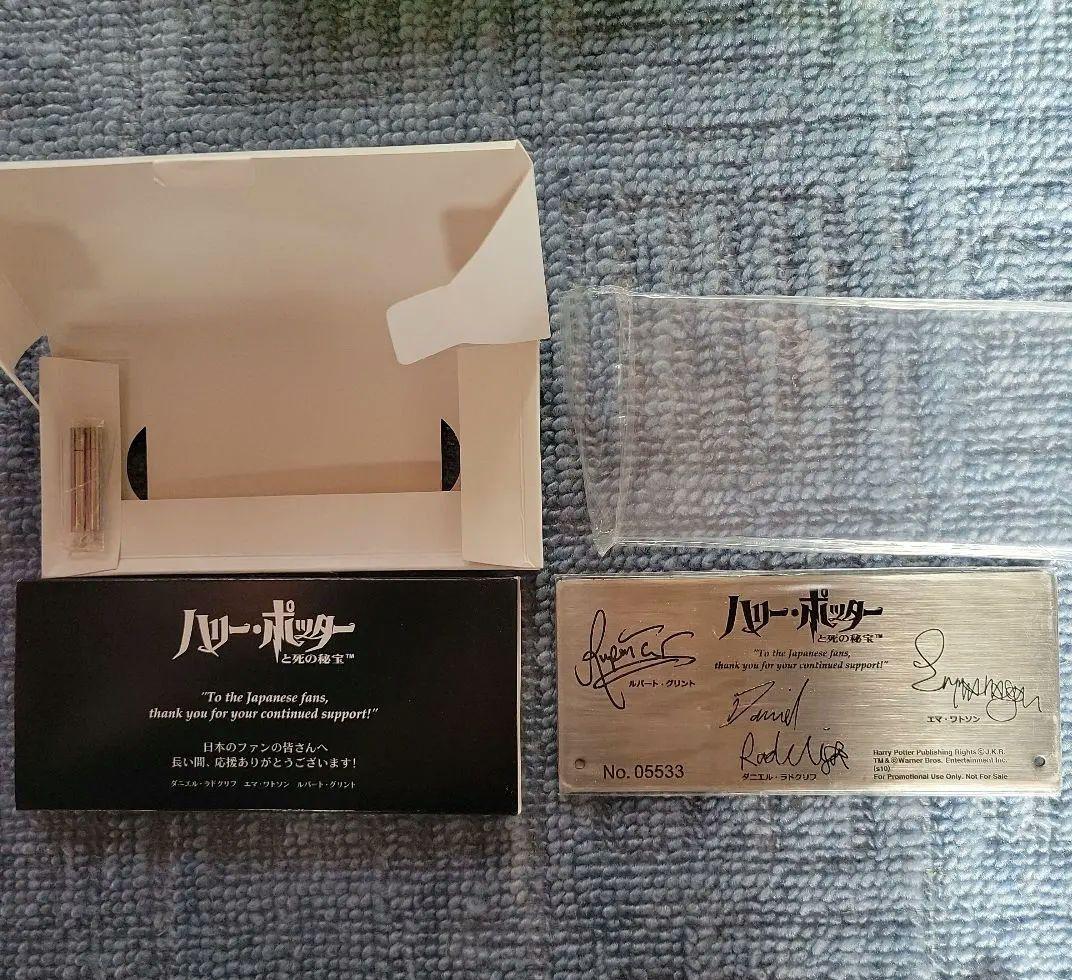 ハリー・ポッター
と死の秘宝™
"To the Japanese fans,
thank you for your continued support!"
日本のファンの皆さんへ
長い間、応援ありがとうございます!
ダニエル・ラドクリフ エマ・ワトソン ルパート・グリント
ハリー・ポッター
と死の秘宝™
"To the Japanese fans,
thank you for your continued support!"
ルパート・グリント
エマ・ワトソン
Daniel
ダニエル・ラドクリフ
No. 05533
Harry Potter Publishing Rights ©J.K.R.
TM & ©Warner Bros. Entertainment Inc.
(s10)
For Promotional Use Only. Not For Sale